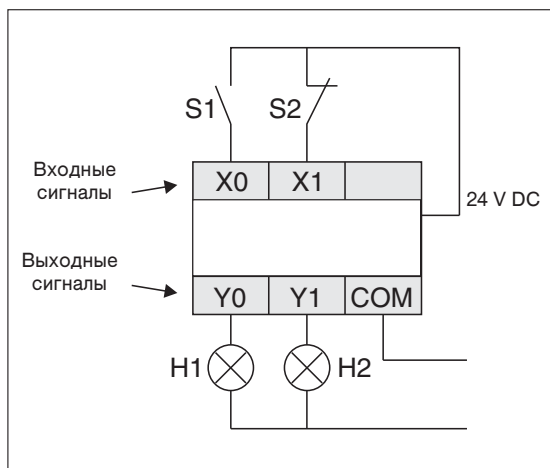 S1
S2
Входные
сигналы
X0
X1
24 V DC
Выходные
сигналы
Y0
Y1
COM
H1
H2